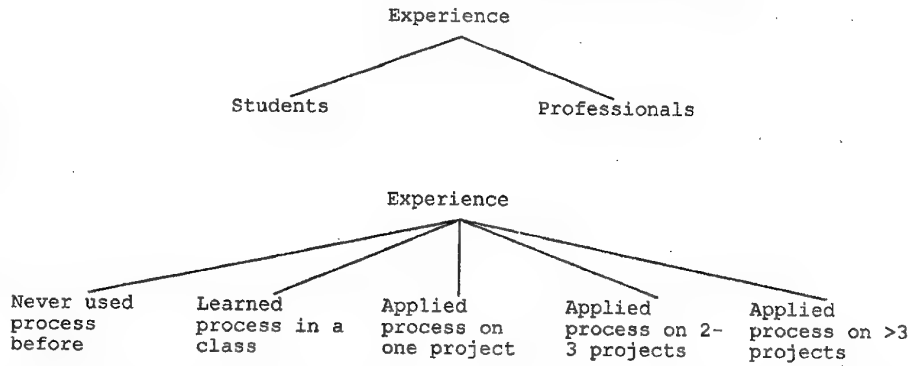 Experience
Students Professionals
Experience
Never used
process
before
Learned
process in a
class
Applied
process on
one project
Applied
process on 2-
3 projects
Applied
process on >3
projects